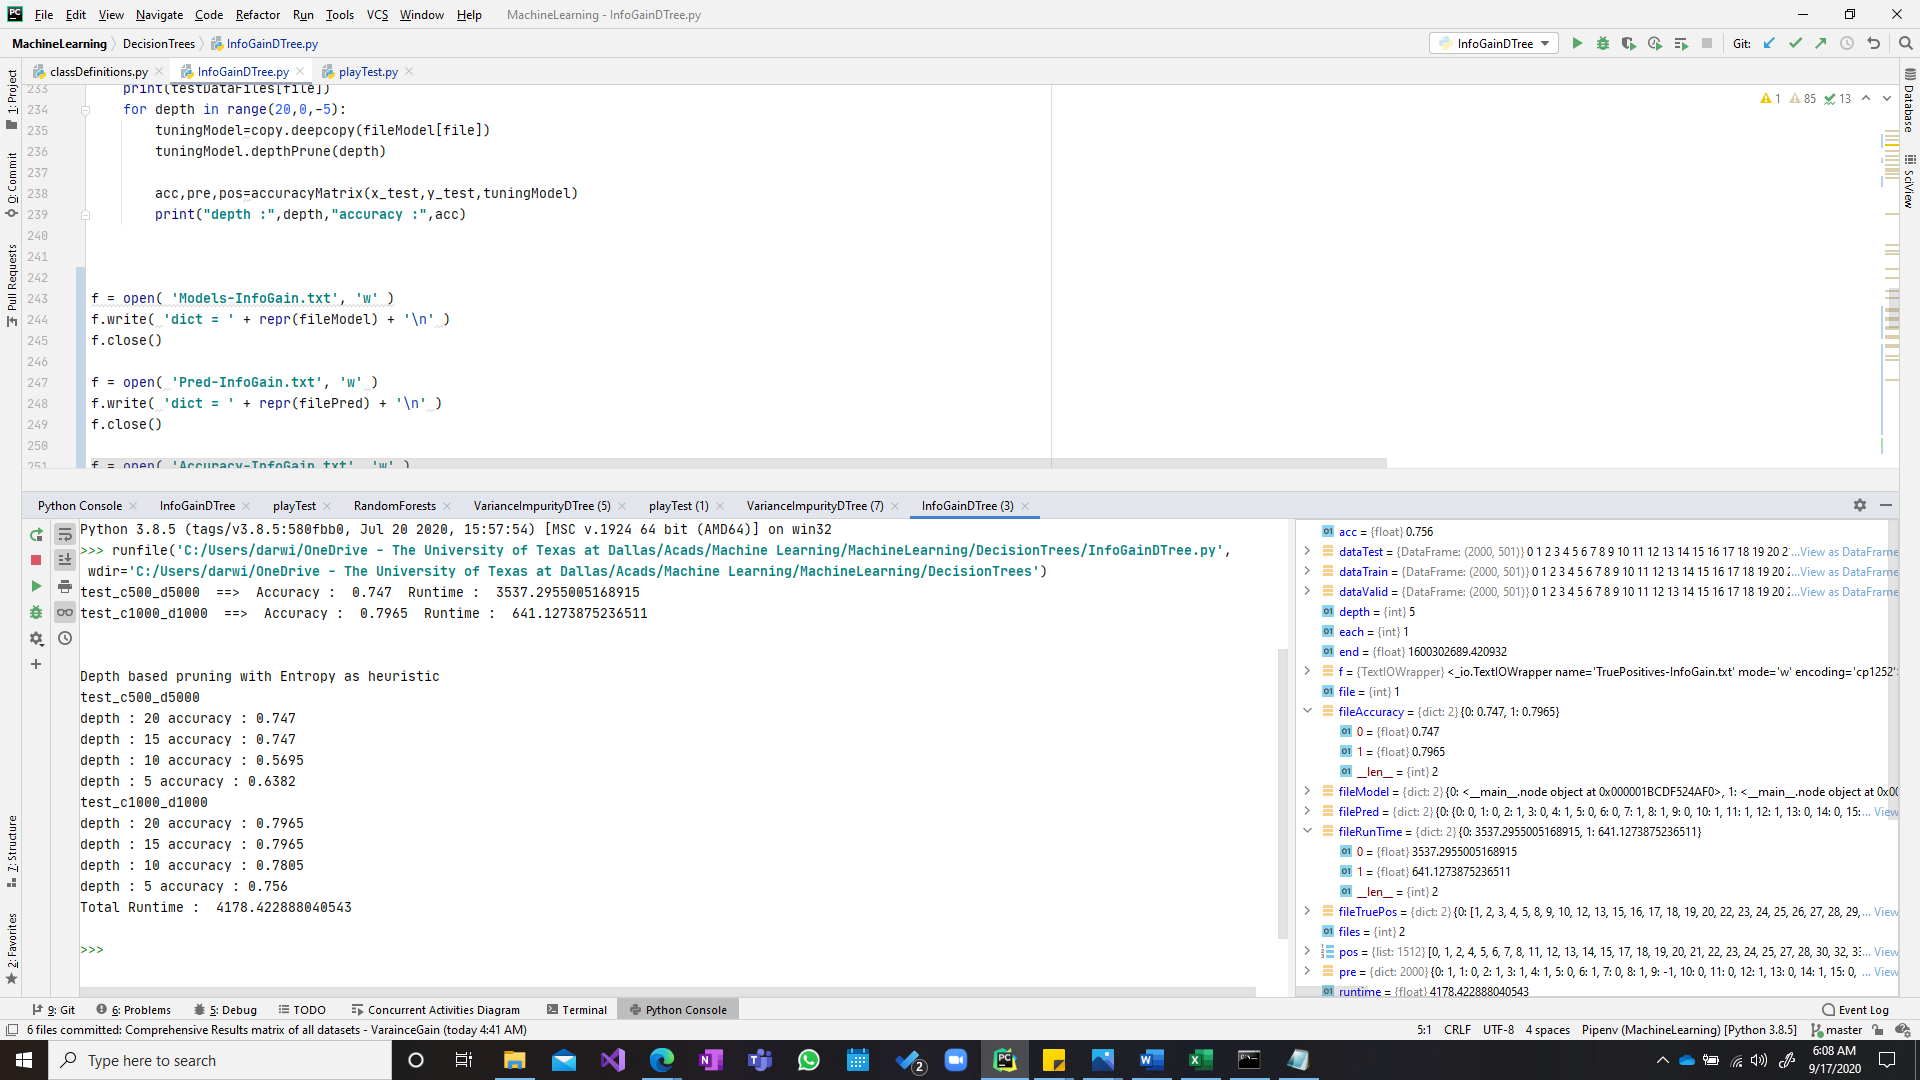 File Edit View Navigate Code Refactor Run Tools VCS Window Help MachineLearning - InfoGainDTree.py
MachineLearning DecisionTrees InfoGainDTree.py InfoGainDTree Git:
classDefinitions.py InfoGainDTree.py playTest.py
1: Project
0: Commit
Pull Requests
7: Structure
2: Favorites
Database
SciView
1 85 13
233 print(testDataFiles[file])
234 for depth in range(20,0,-5):
235 tuningModel=copy.deepcopy(fileModel[file])
236 tuningModel.depthPrune(depth)
237
238 acc,pre,pos=accuracyMatrix(x_test,y_test,tuningModel)
239 print("depth :",depth,"accuracy :",acc)
240
241
242
243 f = open( 'Models-InfoGain.txt', 'w' )
244 f.write( 'dict = ' + repr(fileModel) + '\n' )
245 f.close()
246
247 f = open( 'Pred-InfoGain.txt', 'w' )
248 f.write( 'dict = ' + repr(filePred) + '\n' )
249 f.close()
250
251 f = open( 'Accuracy-InfoGain.txt', 'w' )
Python Console InfoGainDTree playTest RandomForests VarianceImpurityDTree (5) playTest (1) VarianceImpurityDTree (7) InfoGainDTree (3)
Python 3.8.5 (tags/v3.8.5:580fbb0, Jul 20 2020, 15:57:54) [MSC v.1924 64 bit (AMD64)] on win32
>>> runfile('C:/Users/darwi/OneDrive - The University of Texas at Dallas/Acads/Machine Learning/MachineLearning/DecisionTrees/InfoGainDTree.py',
wdir='C:/Users/darwi/OneDrive - The University of Texas at Dallas/Acads/Machine Learning/MachineLearning/DecisionTrees')
test_c500_d5000 ==> Accuracy : 0.747 Runtime : 3537.2955005168915
test_c1000_d1000 ==> Accuracy : 0.7965 Runtime : 641.1273875236511
Depth based pruning with Entropy as heuristic
test_c500_d5000
depth : 20 accuracy : 0.747
depth : 15 accuracy : 0.747
depth : 10 accuracy : 0.5695
depth : 5 accuracy : 0.6382
test_c1000_d1000
depth : 20 accuracy : 0.7965
depth : 15 accuracy : 0.7965
depth : 10 accuracy : 0.7805
depth : 5 accuracy : 0.756
Total Runtime : 4178.422888040543
>>>
acc = {float} 0.756
dataTest = {DataFrame: (2000, 501)} 0 1 2 3 4 5 6 7 8 9 10 11 12 13 14 15 16 17 18 19 20 2 ...View as DataFrame
dataTrain = {DataFrame: (2000, 501)} 0 1 2 3 4 5 6 7 8 9 10 11 12 13 14 15 16 17 18 19 20 2 ...View as DataFrame
dataValid = {DataFrame: (2000, 501)} 0 1 2 3 4 5 6 7 8 9 10 11 12 13 14 15 16 17 18 19 20 2 ...View as DataFrame
depth = {int} 5
each = {int} 1
end = {float} 1600302689.420932
f = {TextIOWrapper} <_io.TextIOWrapper name='TruePositives-InfoGain.txt' mode='w' encoding='cp1252'>
file = {int} 1
fileAccuracy = {dict: 2} {0: 0.747, 1: 0.7965}
0 = {float} 0.747
1 = {float} 0.7965
__len__ = {int} 2
fileModel = {dict: 2} {0: <__main__.node object at 0x000001BCDF524AF0>, 1: <__main__.node object at 0x00
filePred = {dict: 2} {0: {0: 0, 1: 0, 2: 1, 3: 0, 4: 1, 5: 0, 6: 0, 7: 1, 8: 1, 9: 0, 10: 1, 11: 1, 12: 1, 13: 0, 14: 0, 15: ... View
fileRunTime = {dict: 2} {0: 3537.2955005168915, 1: 641.1273875236511}
0 = {float} 3537.2955005168915
1 = {float} 641.1273875236511
__len__ = {int} 2
fileTruePos = {dict: 2} {0: [1, 2, 3, 4, 5, 8, 9, 10, 12, 13, 15, 16, 17, 18, 19, 20, 22, 23, 24, 25, 26, 27, 28, 29, ... View
files = {int} 2
pos = {list: 1512} [0, 1, 2, 4, 5, 6, 7, 8, 11, 12, 13, 14, 15, 17, 18, 19, 20, 21, 22, 23, 24, 25, 27, 28, 30, 32, 33 ... View
pre = {dict: 2000} {0: 1, 1: 0, 2: 1, 3: 1, 4: 1, 5: 0, 6: 1, 7: 0, 8: 1, 9: -1, 10: 0, 11: 0, 12: 1, 13: 0, 14: 1, 15: 0, ... View
runtime = {float} 4178.422888040543
9: Git 6: Problems 5: Debug TODO Concurrent Activities Diagram Terminal Python Console Event Log
6 files committed: Comprehensive Results matrix of all datasets - VarainceGain (today 4:41 AM) 5:1 CRLF UTF-8 4 spaces Pipenv (MachineLearning) [Python 3.8.5] master
Type here to search 2 6:08 AM
9/17/2020